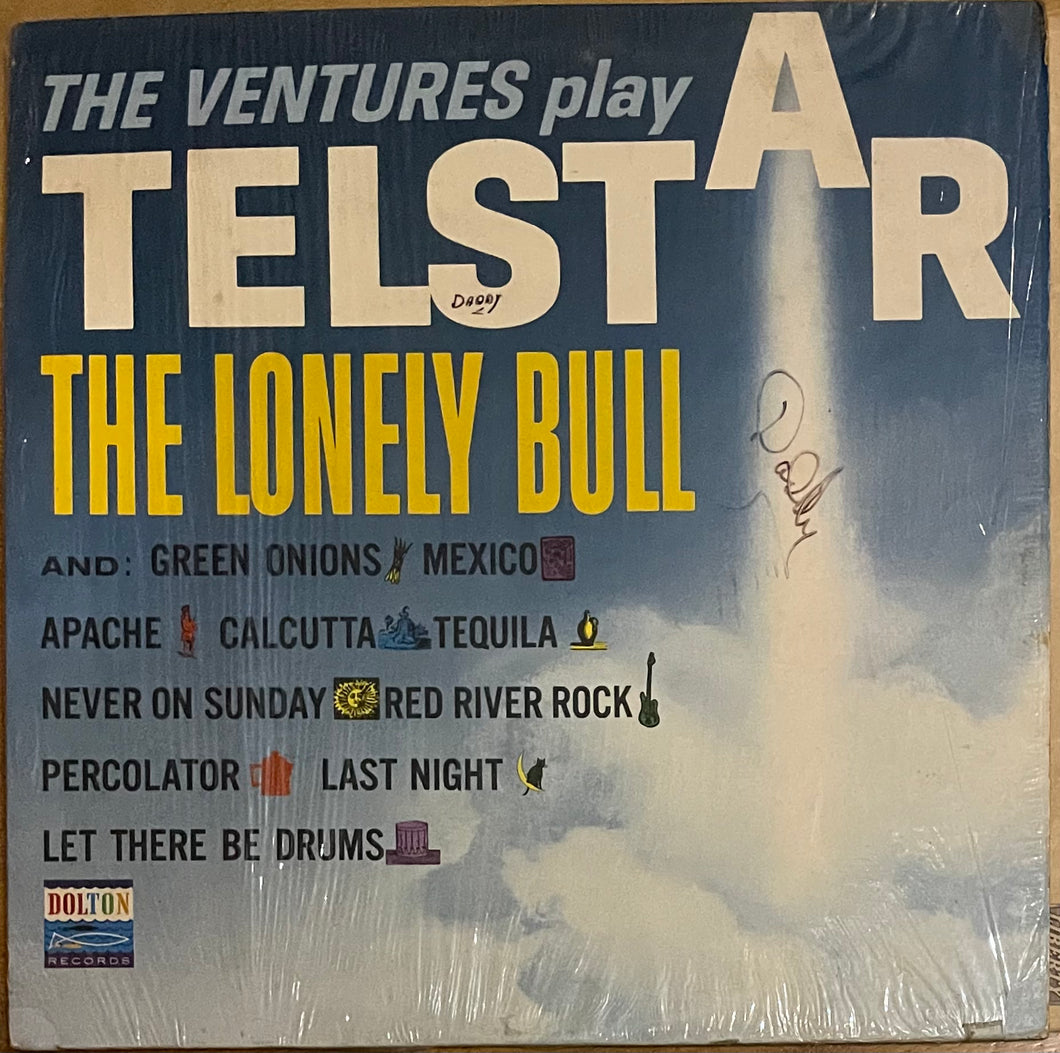 THE VENTURES play
TELSTAR
DADDY
THE LONELY BULL
Daddy
AND: GREEN ONIONS MEXICO
APACHE CALCUTTA TEQUILA
NEVER ON SUNDAY RED RIVER ROCK
PERCOLATOR LAST NIGHT
LET THERE BE DRUMS
DOLTON
RECORDS